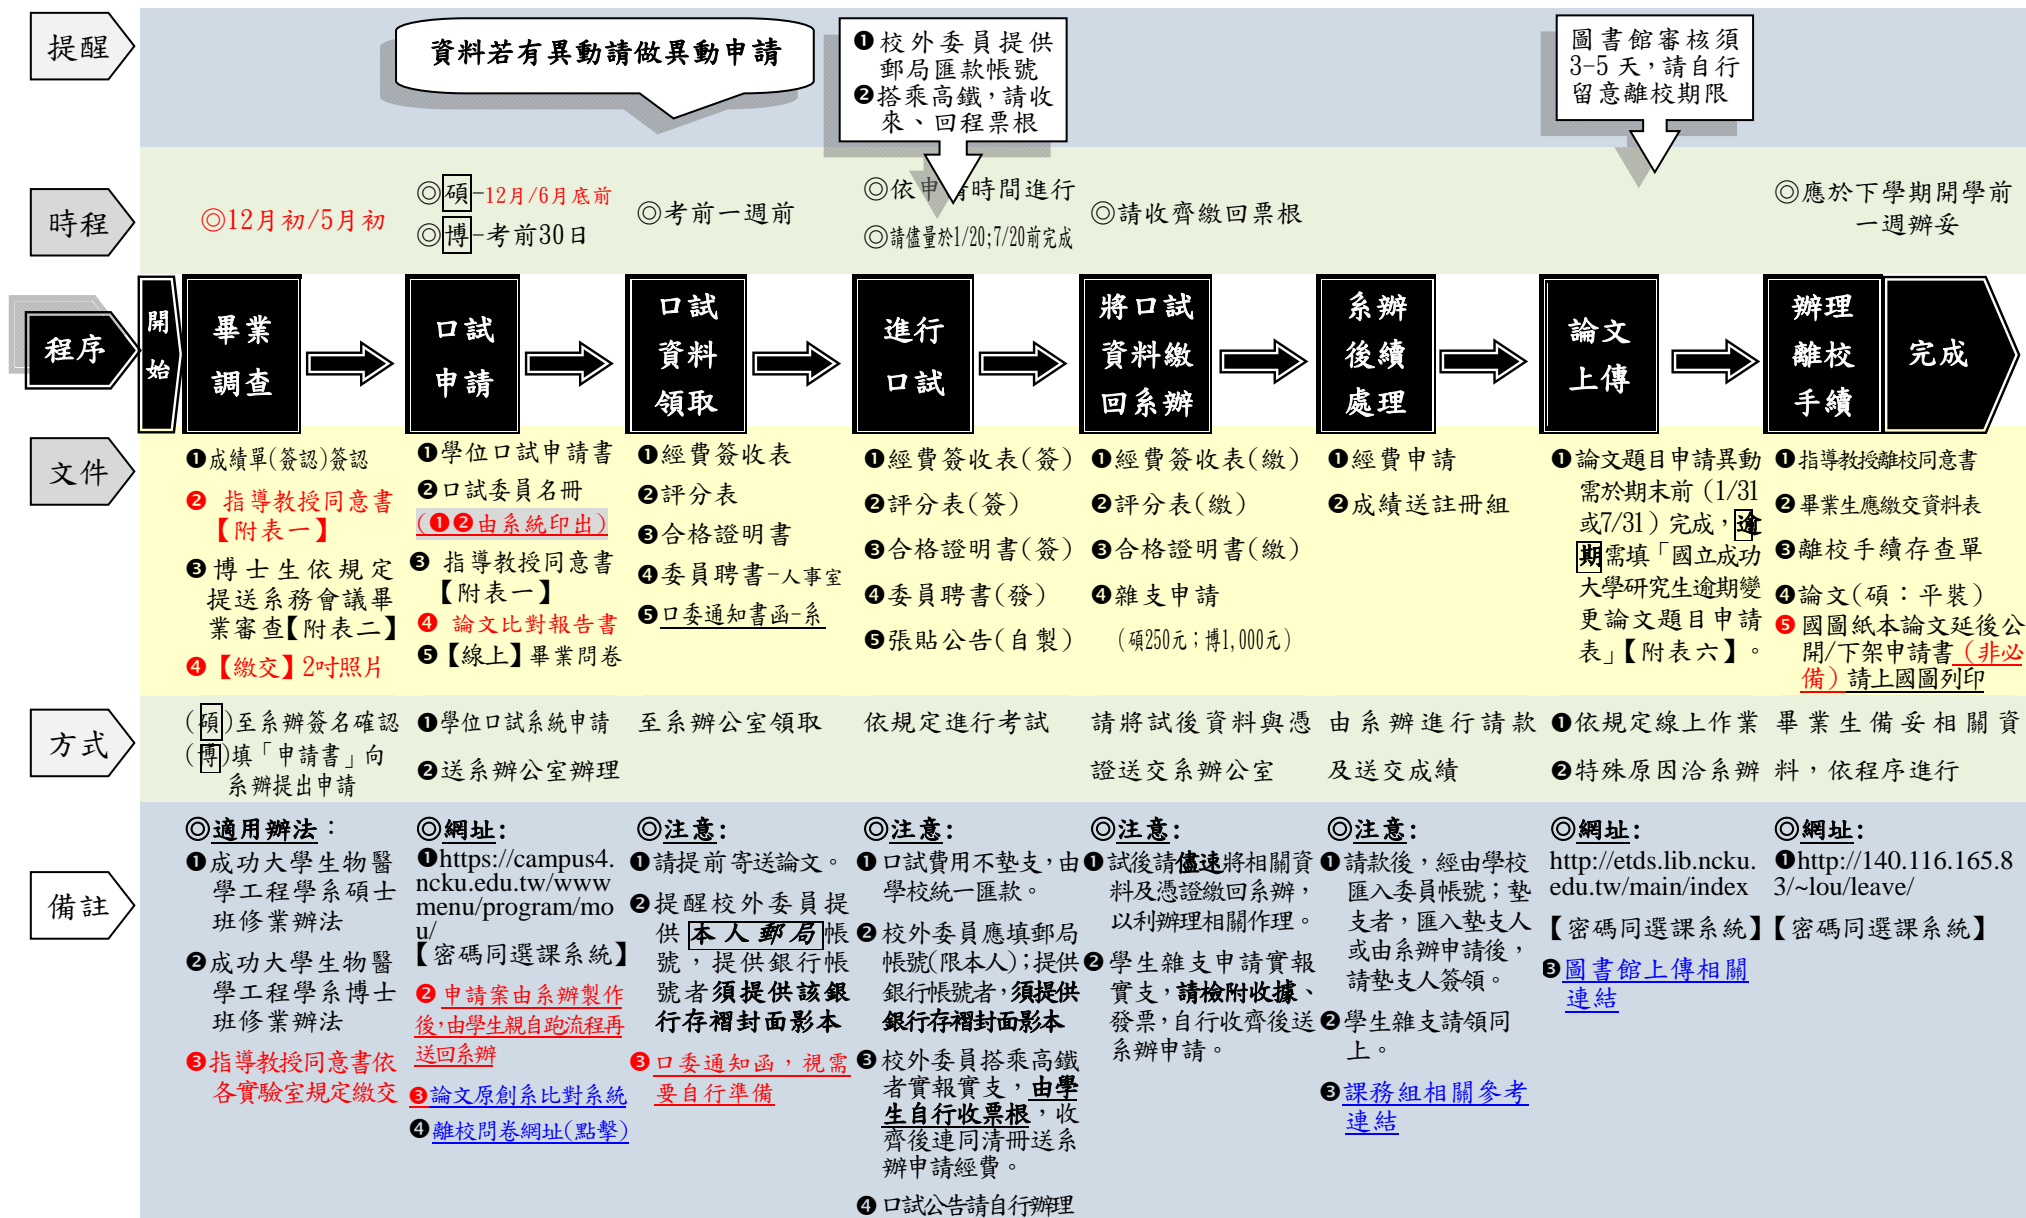 提醒
資料若有異動請做異動申請
❶校外委員提供
郵局匯款帳號
❷搭乘高鐵，請收
來、回程票根
圖書館審核須
3-5 天，請自行
留意離校期限
時程
◎12月初/5月初
◎碩-12月/6月底前
◎博-考前30日
◎考前一週前
◎依申請時間進行
◎請儘量於1/20;7/20前完成
◎請收齊繳回票根
◎應於下學期開學前
一週辦妥
程序
開
始
畢業
調查
口試
申請
口試
資料
領取
進行
口試
將口試
資料繳
回系辦
系辦
後續
處理
論文
上傳
辦理
離校
手續
完成
文件
❶成績單(簽認)簽認
❷ 指導教授同意書
【附表一】
❸博士生依規定
提送系務會議畢
業審查【附表二】
❹【繳交】2吋照片
❶學位口試申請書
❷口試委員名冊
(❶❷由系統印出)
❸ 指導教授同意書
【附表一】
❹ 論文比對報告書
❺【線上】畢業問卷
❶經費簽收表
❷評分表
❸合格證明書
❹委員聘書-人事室
❺口委通知書函-系
❶經費簽收表(簽)
❷評分表(簽)
❸合格證明書(簽)
❹委員聘書(發)
❺張貼公告(自製)
❶經費簽收表(繳)
❷評分表(繳)
❸合格證明書(繳)
❹雜支申請
(碩250元；博1,000元)
❶經費申請
❷成績送註冊組
❶論文題目申請異動
需於期末前（1/31
或7/31）完成，逾
期需填「國立成功
大學研究生逾期變
更論文題目申請
表」【附表六】。
❶指導教授離校同意書
❷畢業生應繳交資料表
❸離校手續存查單
❹論文(碩：平裝)
❺國圖紙本論文延後公
開/下架申請書（非必
備）請上國圖列印
方式
(碩)至系辦簽名確認
(博)填「申請書」向
系辦提出申請
❶學位口試系統申請
❷送系辦公室辦理
至系辦公室領取
依規定進行考試
請將試後資料與憑
證送交系辦公室
由系辦進行請款
及送交成績
❶依規定線上作業
❷特殊原因洽系辦
畢業生備妥相關資
料，依程序進行
備註
◎適用辦法：
❶成功大學生物醫
學工程學系碩士
班修業辦法
❷成功大學生物醫
學工程學系博士
班修業辦法
❸指導教授同意書依
各實驗室規定繳交
◎網址:
❶https://campus4.
ncku.edu.tw/www
menu/program/mo
u/
【密碼同選課系統】
❷申請案由系辦製作
後，由學生親自跑流程再
送回系辦
❸論文原創系比對系統
❹離校問卷網址(點擊)
◎注意:
❶請提前寄送論文。
❷提醒校外委員提
供本人郵局帳
號，提供銀行帳
號者須提供該銀
行存褶封面影本
❸口委通知函，視需
要自行準備
◎注意:
❶口試費用不墊支，由
學校統一匯款。
❷校外委員應填郵局
帳號(限本人)；提供
銀行帳號者，須提供
銀行存褶封面影本
❸校外委員搭乘高鐵
者實報實支，由學
生自行收票根，收
齊後連同清冊送系
辦申請經費。
❹口試公告請自行辦理
◎注意:
❶試後請儘速將相關資
料及憑證繳回系辦，
以利辦理相關作理。
❷學生雜支申請實報
實支，請檢附收據、
發票，自行收齊後送
系辦申請。
◎注意:
❶請款後，經由學校
匯入委員帳號；墊
支者，匯入墊支人
或由系辦申請後，
請墊支人簽領。
❷學生雜支請領同
上。
❸課務組相關參考
連結
◎網址:
http://etds.lib.ncku.
edu.tw/main/index
【密碼同選課系統】
❸圖書館上傳相關
連結
◎網址:
❶http://140.116.165.8
3/~lou/leave/
【密碼同選課系統】